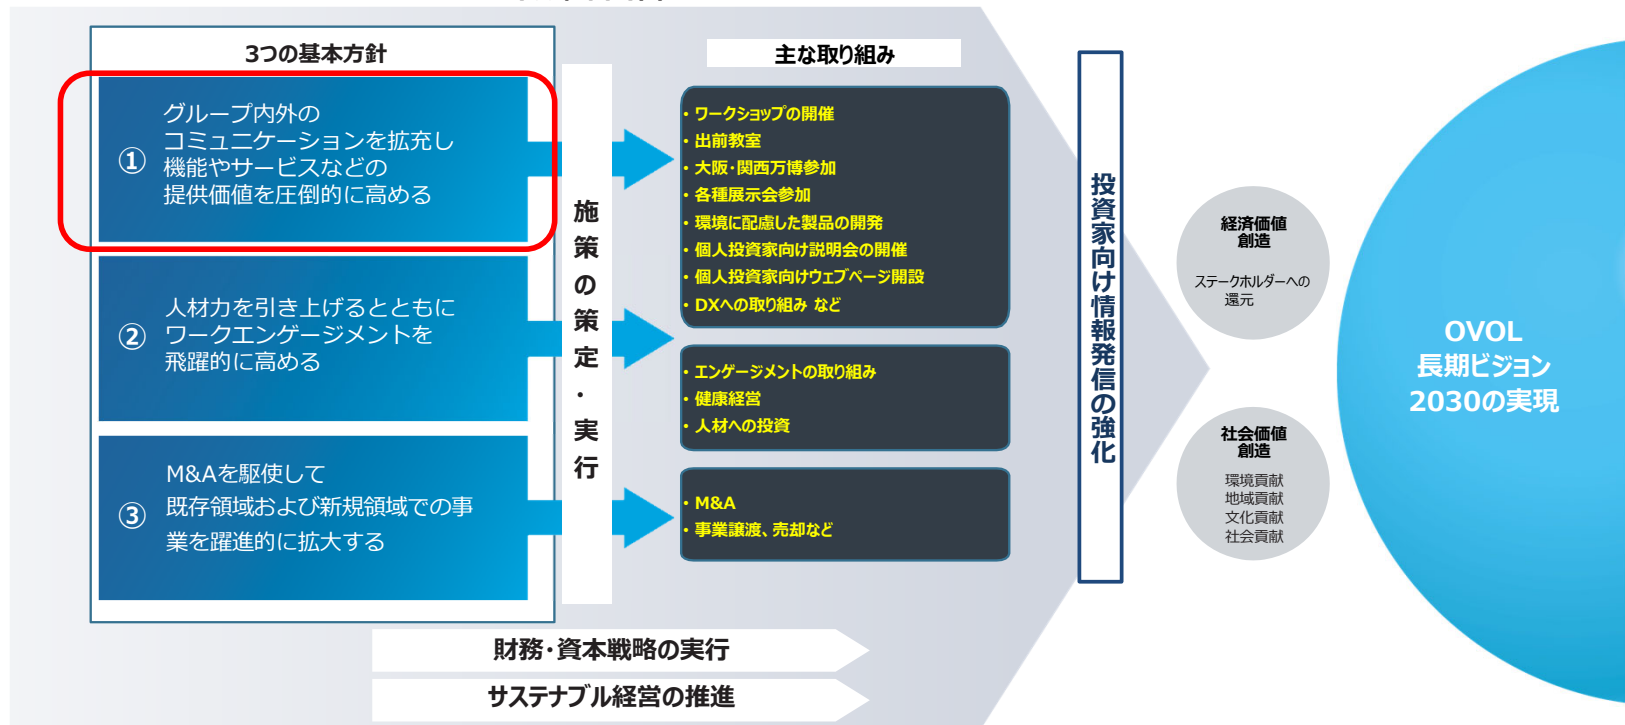 3つの基本方針
①
グループ内外の
コミュニケーションを拡充し
機能やサービスなどの
提供価値を圧倒的に高める
②
人材力を引き上げるとともに
ワークエンゲージメントを
飛躍的に高める
③
M&Aを駆使して
既存領域および新規領域での事
業を躍進的に拡大する
施策の策定・実行
主な取り組み
・ワークショップの開催
・出前教室
・大阪・関西万博参加
・各種展示会参加
・環境に配慮した製品の開発
・個人投資家向け説明会の開催
・個人投資家向けウェブページ開設
・DXへの取り組み など
・エンゲージメントの取り組み
・健康経営
・人材への投資
・M&A
・事業譲渡、売却など
投資家向け情報発信の強化
経済価値
創造
ステークホルダーへの
還元
社会価値
創造
環境貢献
地域貢献
文化貢献
社会貢献
OVOL
長期ビジョン
2030の実現
財務・資本戦略の実行
サステナブル経営の推進